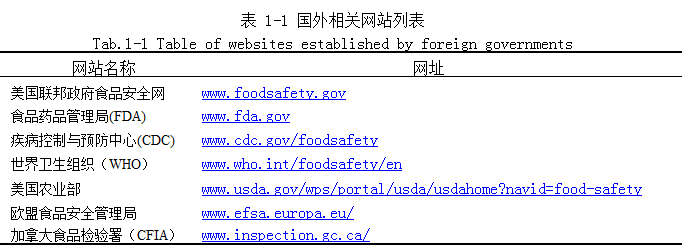 表 1-1 国外相关网站列表
Tab.1-1 Table of websites established by foreign governments
网站名称 网址
美国联邦政府食品安全网 www.foodsafety.gov
食品药品管理局(FDA) www.fda.gov
疾病控制与预防中心(CDC) www.cdc.gov/foodsafety
世界卫生组织（WHO） www.who.int/foodsafety/en
美国农业部 www.usda.gov/wps/portal/usda/usdahome?navid=food-safety
欧盟食品安全管理局 www.efsa.europa.eu/
加拿大食品检验署（CFIA） www.inspection.gc.ca/